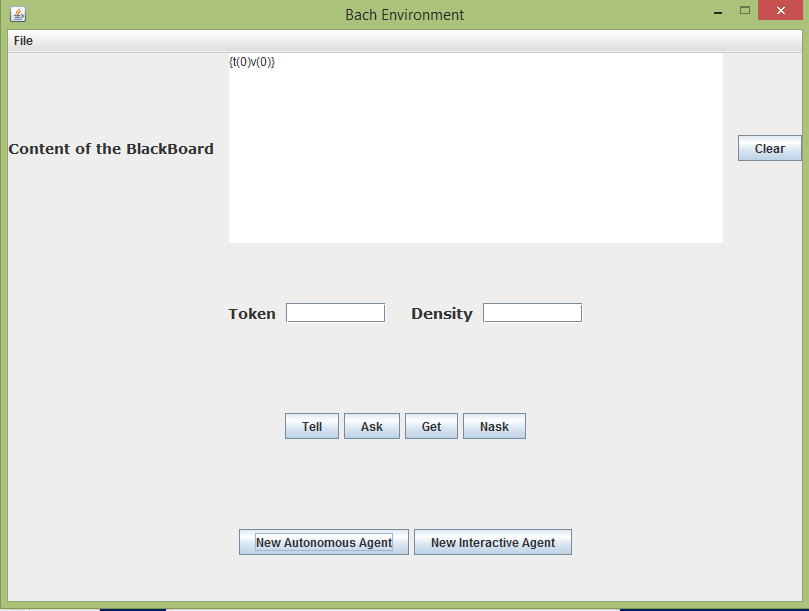 Bach Environment
File
{t(0)v(0)}
Content of the BlackBoard
Clear
Token Density
Tell Ask Get Nask
New Autonomous Agent New Interactive Agent